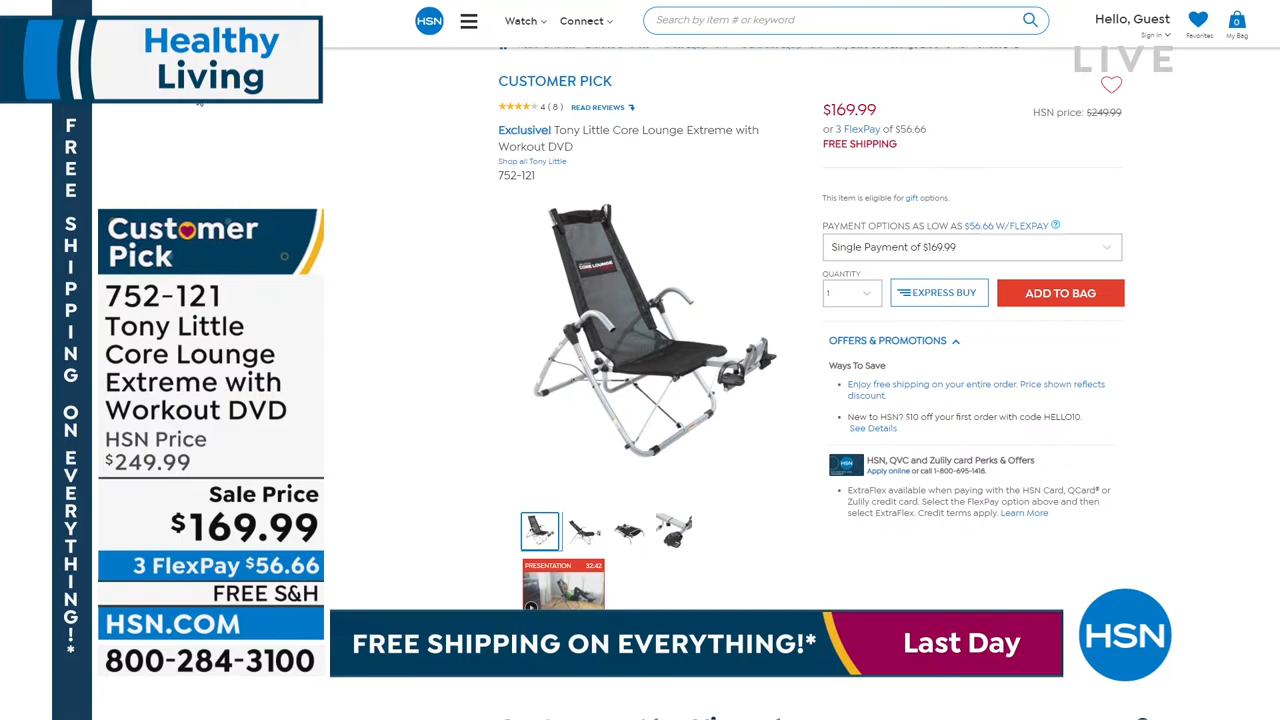 Healthy
Living
FREE SHIPPING ON EVERYTHING!*
Customer
Pick
752-121
Tony Little
Core Lounge
Extreme with
Workout DVD
HSN Price
$249.99
Sale Price
$169.99
3 FlexPay $56.66
FREE S&H
HSN.COM
800-284-3100
HSN
Watch
Connect
Search by item # or keyword
Hello, Guest
Sign in
Favorites
0
My Bag
LIVE
CUSTOMER PICK
4 ( 8 ) READ REVIEWS
Exclusive! Tony Little Core Lounge Extreme with
Workout DVD
Shop all Tony Little
752-121
CORE LOUNGE
$169.99
HSN price: $249.99
or 3 FlexPay of $56.66
FREE SHIPPING
This item is eligible for gift options.
PAYMENT OPTIONS AS LOW AS $56.66 W/FLEXPAY ?
Single Payment of $169.99
QUANTITY
1
EXPRESS BUY
ADD TO BAG
OFFERS & PROMOTIONS
Ways To Save
• Enjoy free shipping on your entire order. Price shown reflects
discount.
• New to HSN? $10 off your first order with code HELLO10.
See Details
HSN
HSN, QVC and Zulily card Perks & Offers
Apply online or call 1-800-695-1418.
• ExtraFlex available when paying with the HSN Card, QCard® or
Zulily credit card. Select the FlexPay option above and then
select ExtraFlex. Credit terms apply. Learn More
PRESENTATION 32:42
FREE SHIPPING ON EVERYTHING!*
Last Day
HSN